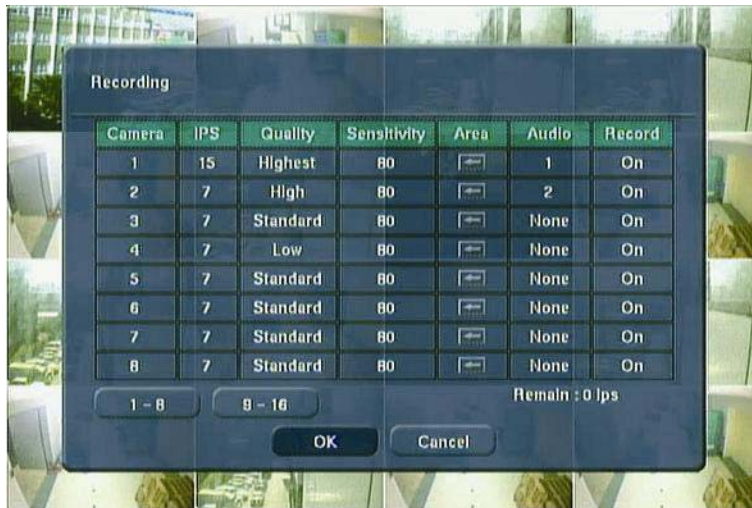 Recording
Camera IPS Quality Sensitivity Area Audio Record
1 15 Highest 80 1 On
2 7 High 80 2 On
3 7 Standard 80 None On
4 7 Low 80 None On
5 7 Standard 80 None On
6 7 Standard 80 None On
7 7 Standard 80 None On
8 7 Standard 80 None On
1 - 8 9 - 16 Remain : 0 Ips
OK Cancel